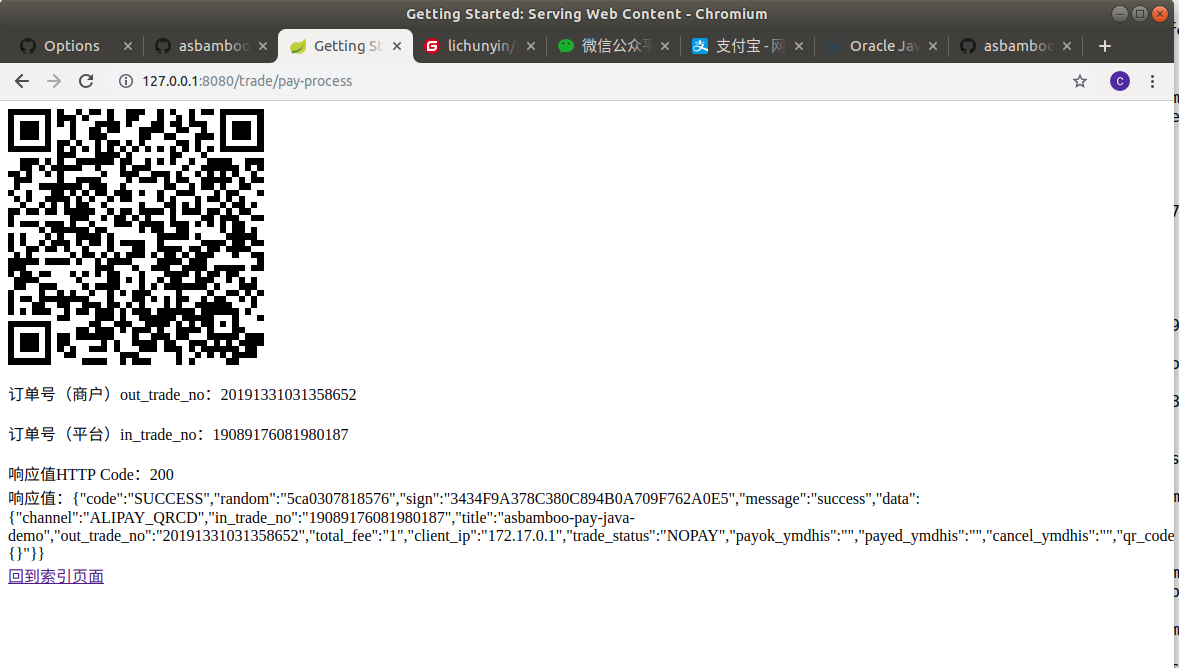 Getting Started: Serving Web Content - Chromium
Options
asbamboo
Getting St
lichunyin/
微信公众平
支付宝 - 网
Oracle Jav
asbamboo
127.0.0.1:8080/trade/pay-process
C
订单号（商户）out_trade_no：20191331031358652
订单号（平台）in_trade_no：19089176081980187
响应值HTTP Code：200
响应值：{"code":"SUCCESS","random":"5ca0307818576","sign":"3434F9A378C380C894B0A709F762A0E5","message":"success","data":
{"channel":"ALIPAY_QRCD","in_trade_no":"19089176081980187","title":"asbamboo-pay-java-
demo","out_trade_no":"20191331031358652","total_fee":"1","client_ip":"172.17.0.1","trade_status":"NOPAY","payok_ymdhis":"","payed_ymdhis":"","cancel_ymdhis":"","qr_code
{}"}}
回到索引页面